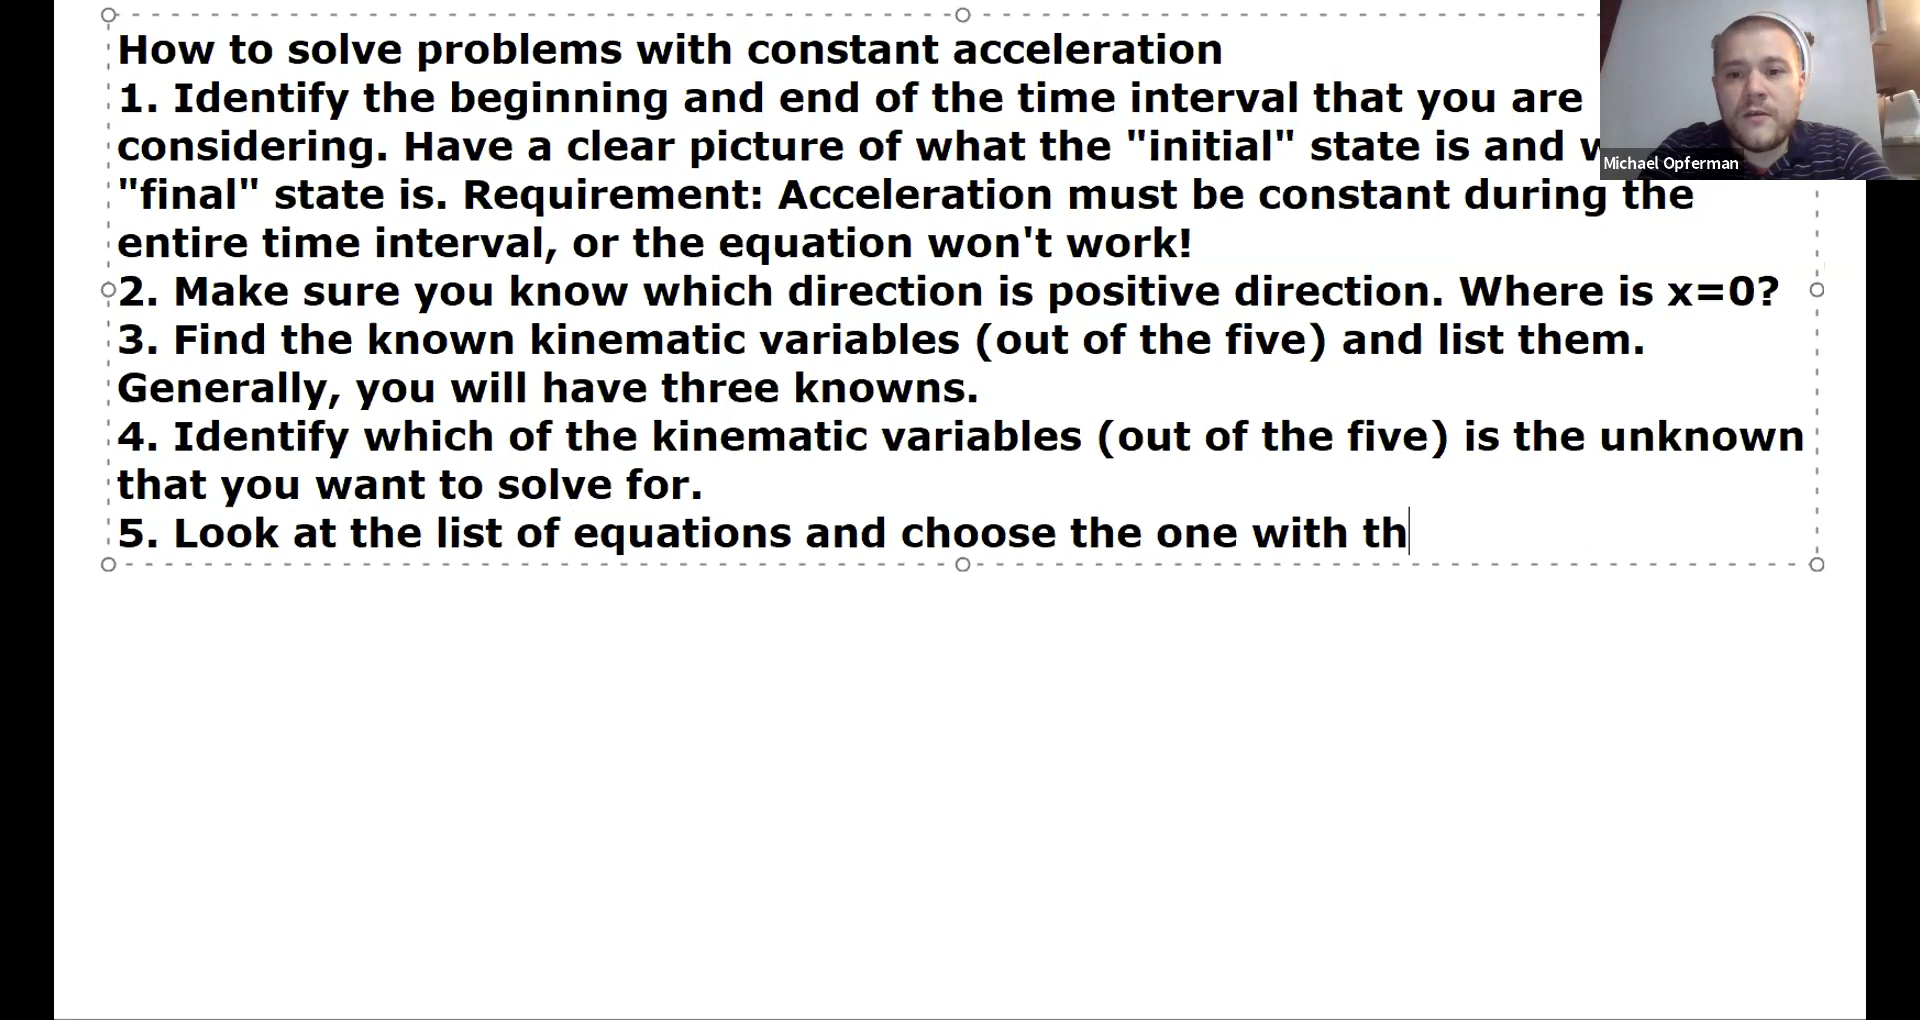 How to solve problems with constant acceleration
1. Identify the beginning and end of the time interval that you are
considering. Have a clear picture of what the "initial" state is and
"final" state is. Requirement: Acceleration must be constant during the
entire time interval, or the equation won't work!
2. Make sure you know which direction is positive direction. Where is x=0?
3. Find the known kinematic variables (out of the five) and list them.
Generally, you will have three knowns.
4. Identify which of the kinematic variables (out of the five) is the unknown
that you want to solve for.
5. Look at the list of equations and choose the one with th
Michael Opferman